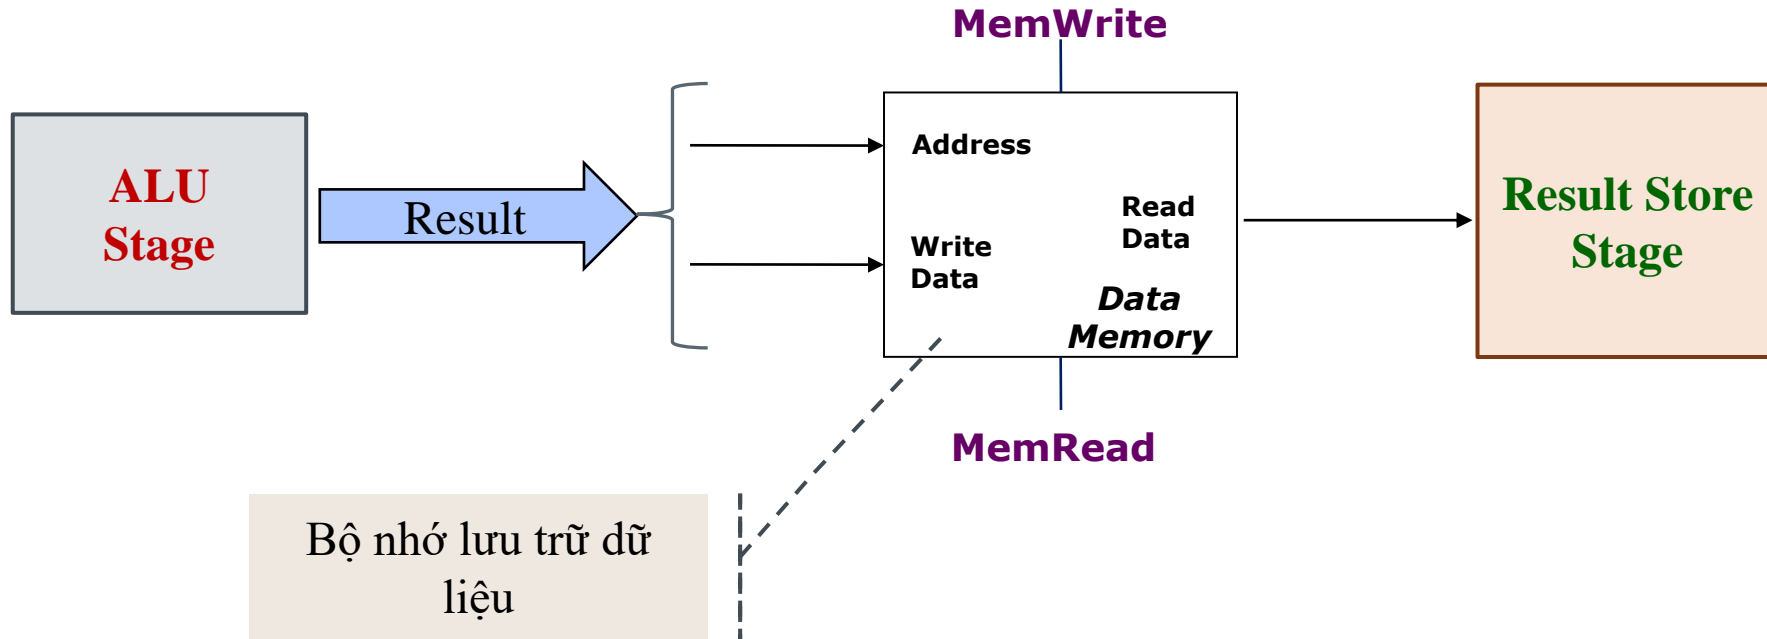 MemWrite
ALU
Stage
Result
Address
Write
Data
Read
Data
Data
Memory
Result Store
Stage
MemRead
Bộ nhớ lưu trữ dữ
liệu